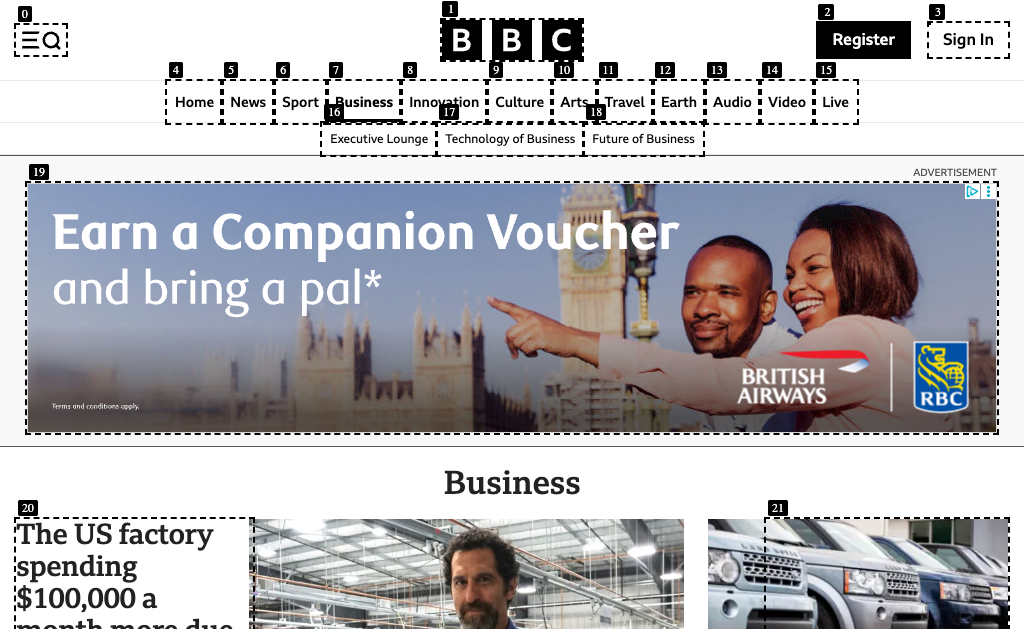 0
1
2
3
BBC
Register
Sign In
4
5
6
7
8
9
10
11
12
13
14
15
Home
News
Sport
Business
Innovation
Culture
Arts
Travel
Earth
Audio
Video
Live
16
17
18
Executive Lounge
Technology of Business
Future of Business
19
ADVERTISEMENT
Earn a Companion Voucher
and bring a pal*
BRITISH
AIRWAYS
RBC
Terms and conditions apply.
Business
20
21
The US factory
spending
$100,000 a
month more due